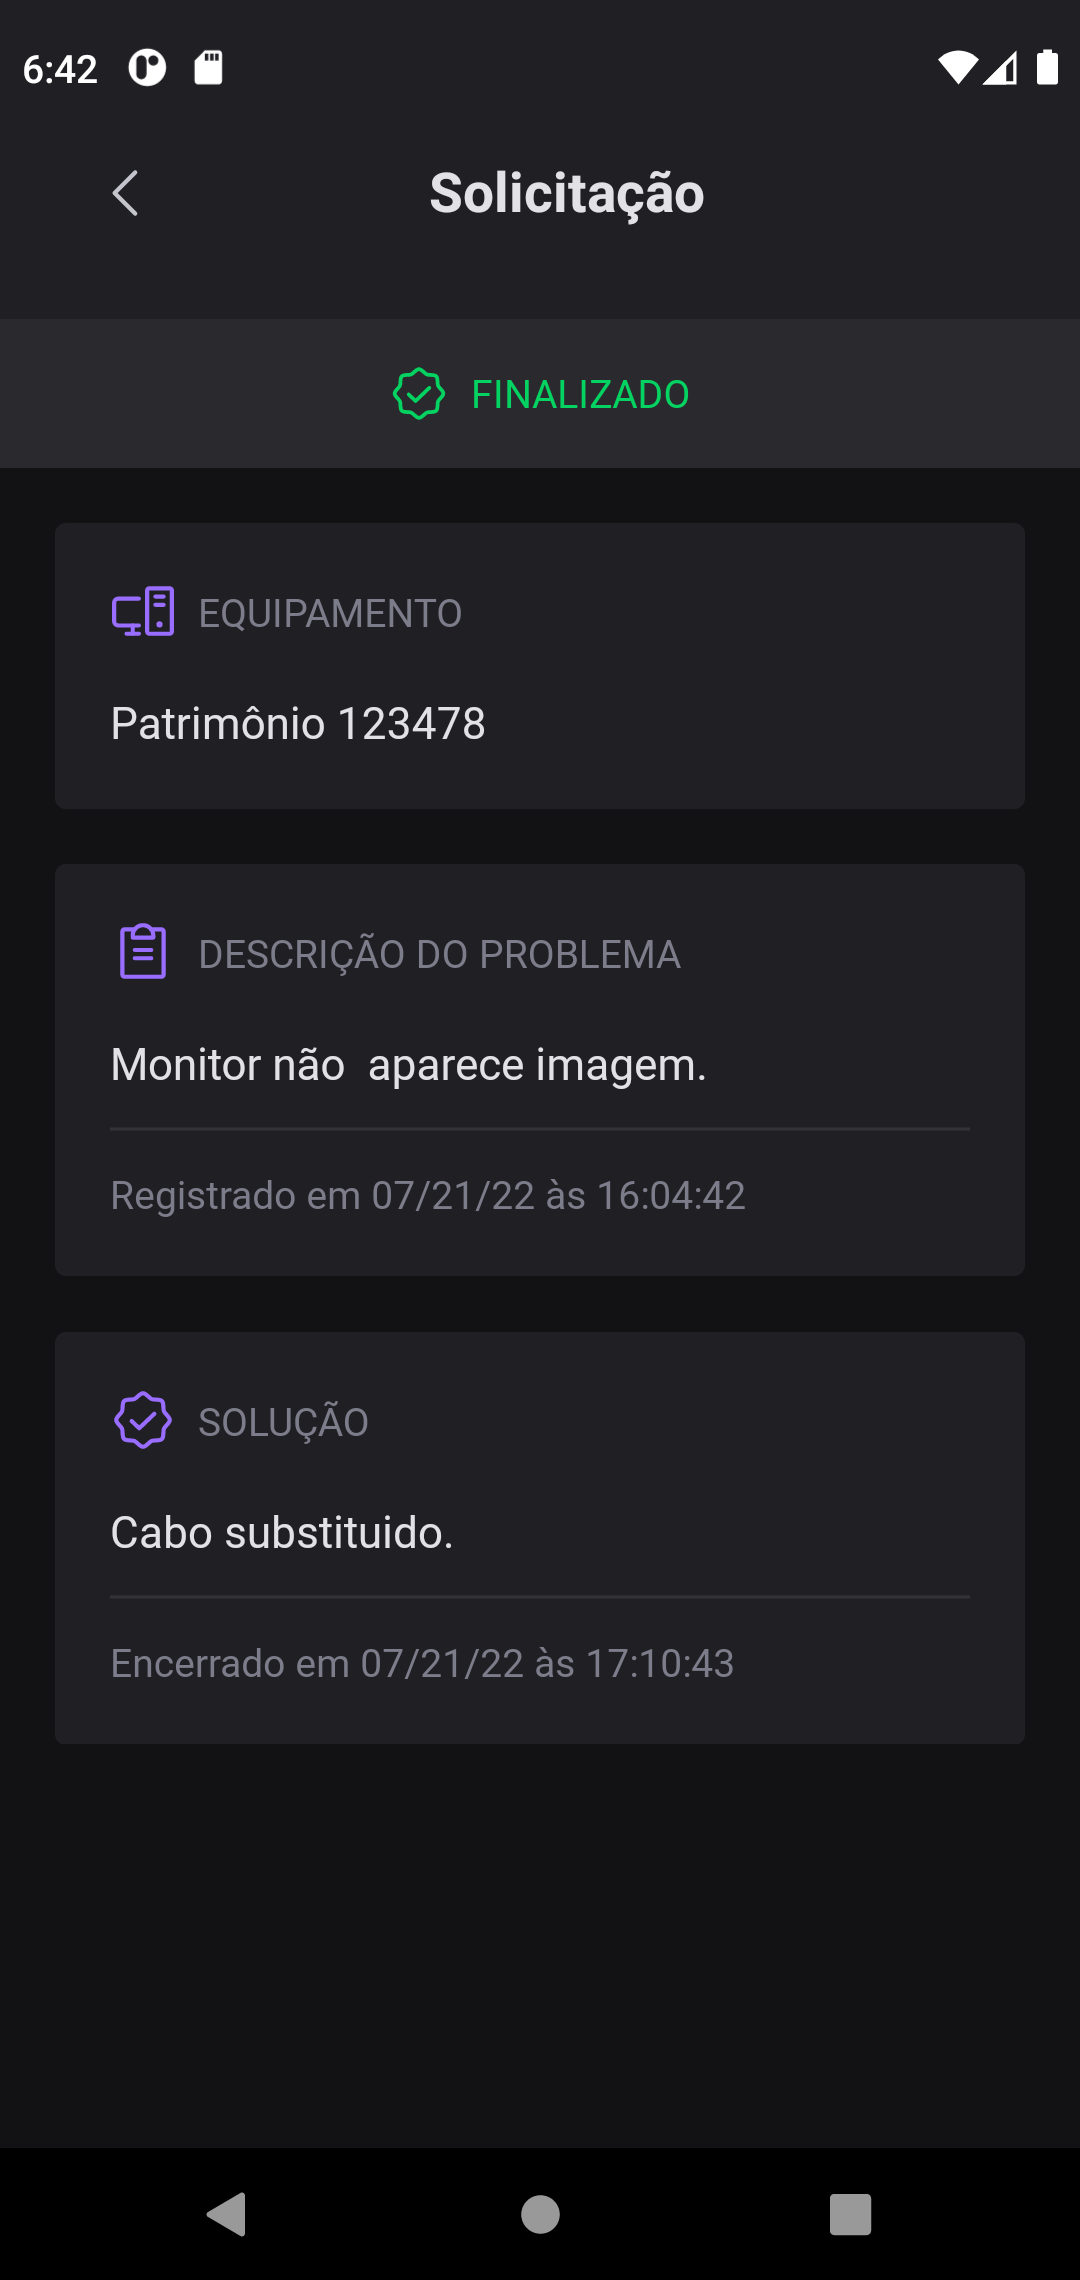 6:42
Solicitação
FINALIZADO
EQUIPAMENTO
Patrimônio 123478
DESCRIÇÃO DO PROBLEMA
Monitor não  aparece imagem.
Registrado em 07/21/22 às 16:04:42
SOLUÇÃO
Cabo substituido.
Encerrado em 07/21/22 às 17:10:43